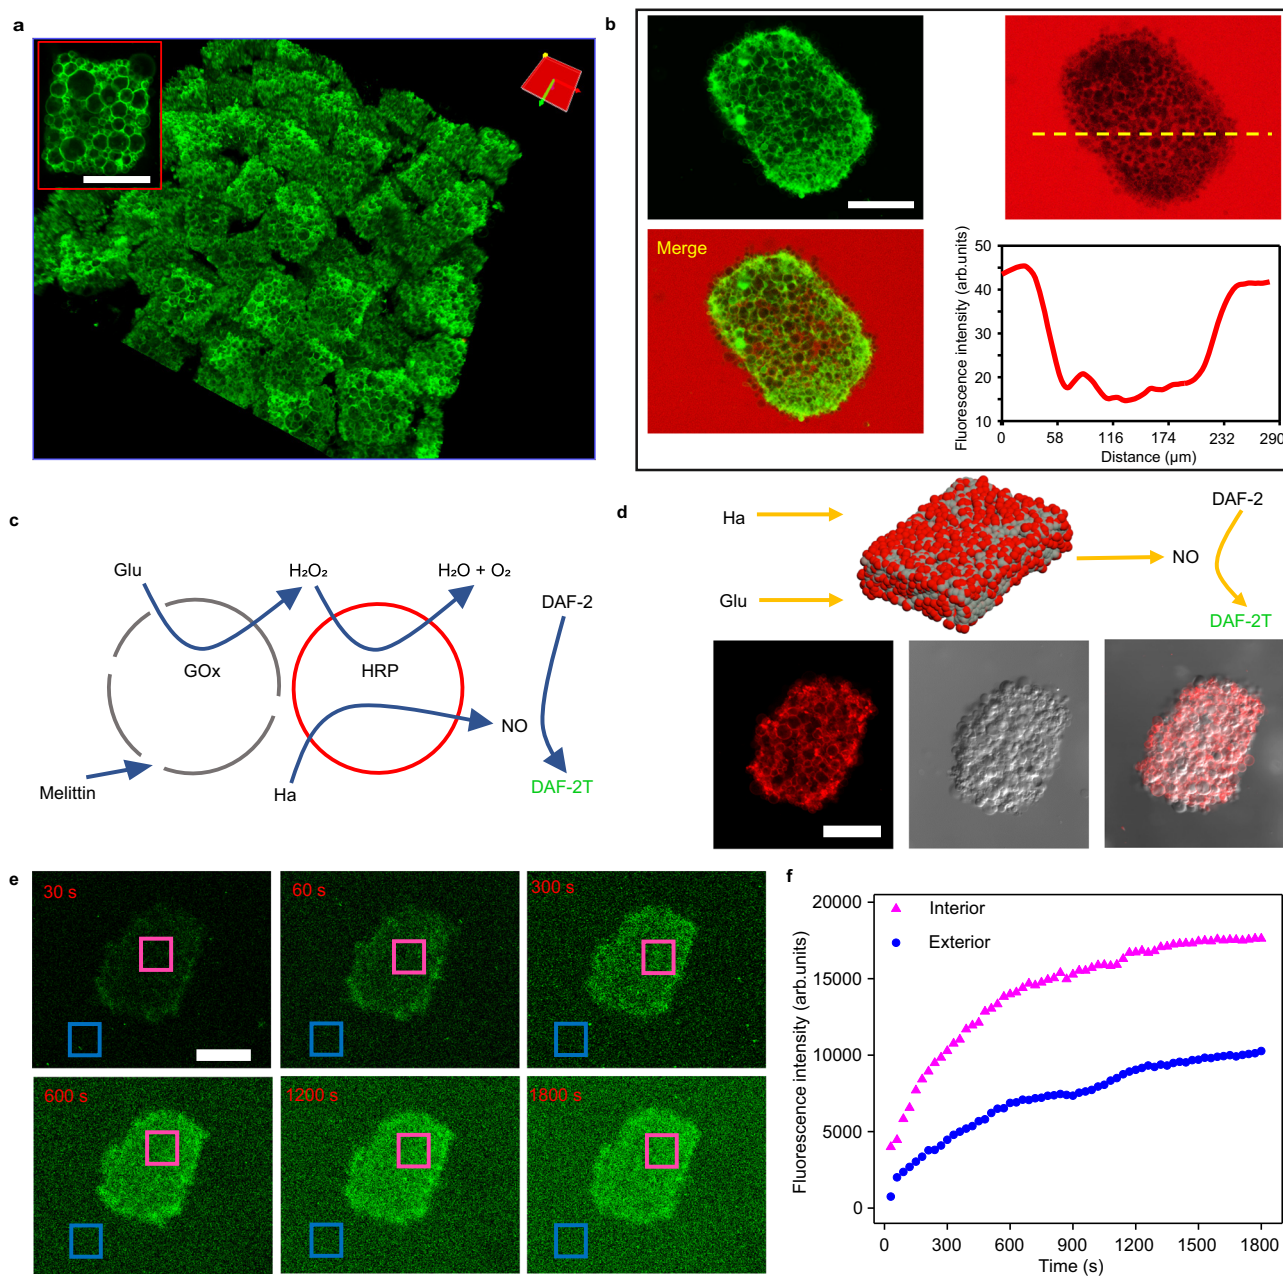 a
b
Merge
Fluorescence intensity (arb.units)
50
40
30
20
10
0 58 116 174 232 290
Distance (µm)
c
Glu
H₂O₂
H₂O + O₂
DAF-2
GOx
HRP
NO
Melittin
Ha
DAF-2T
d
Ha
Glu
NO
DAF-2
DAF-2T
e
30 s
60 s
300 s
600 s
1200 s
1800 s
f
Fluorescence intensity (arb.units)
20000
15000
10000
5000
0
Interior
Exterior
0 300 600 900 1200 1500 1800
Time (s)